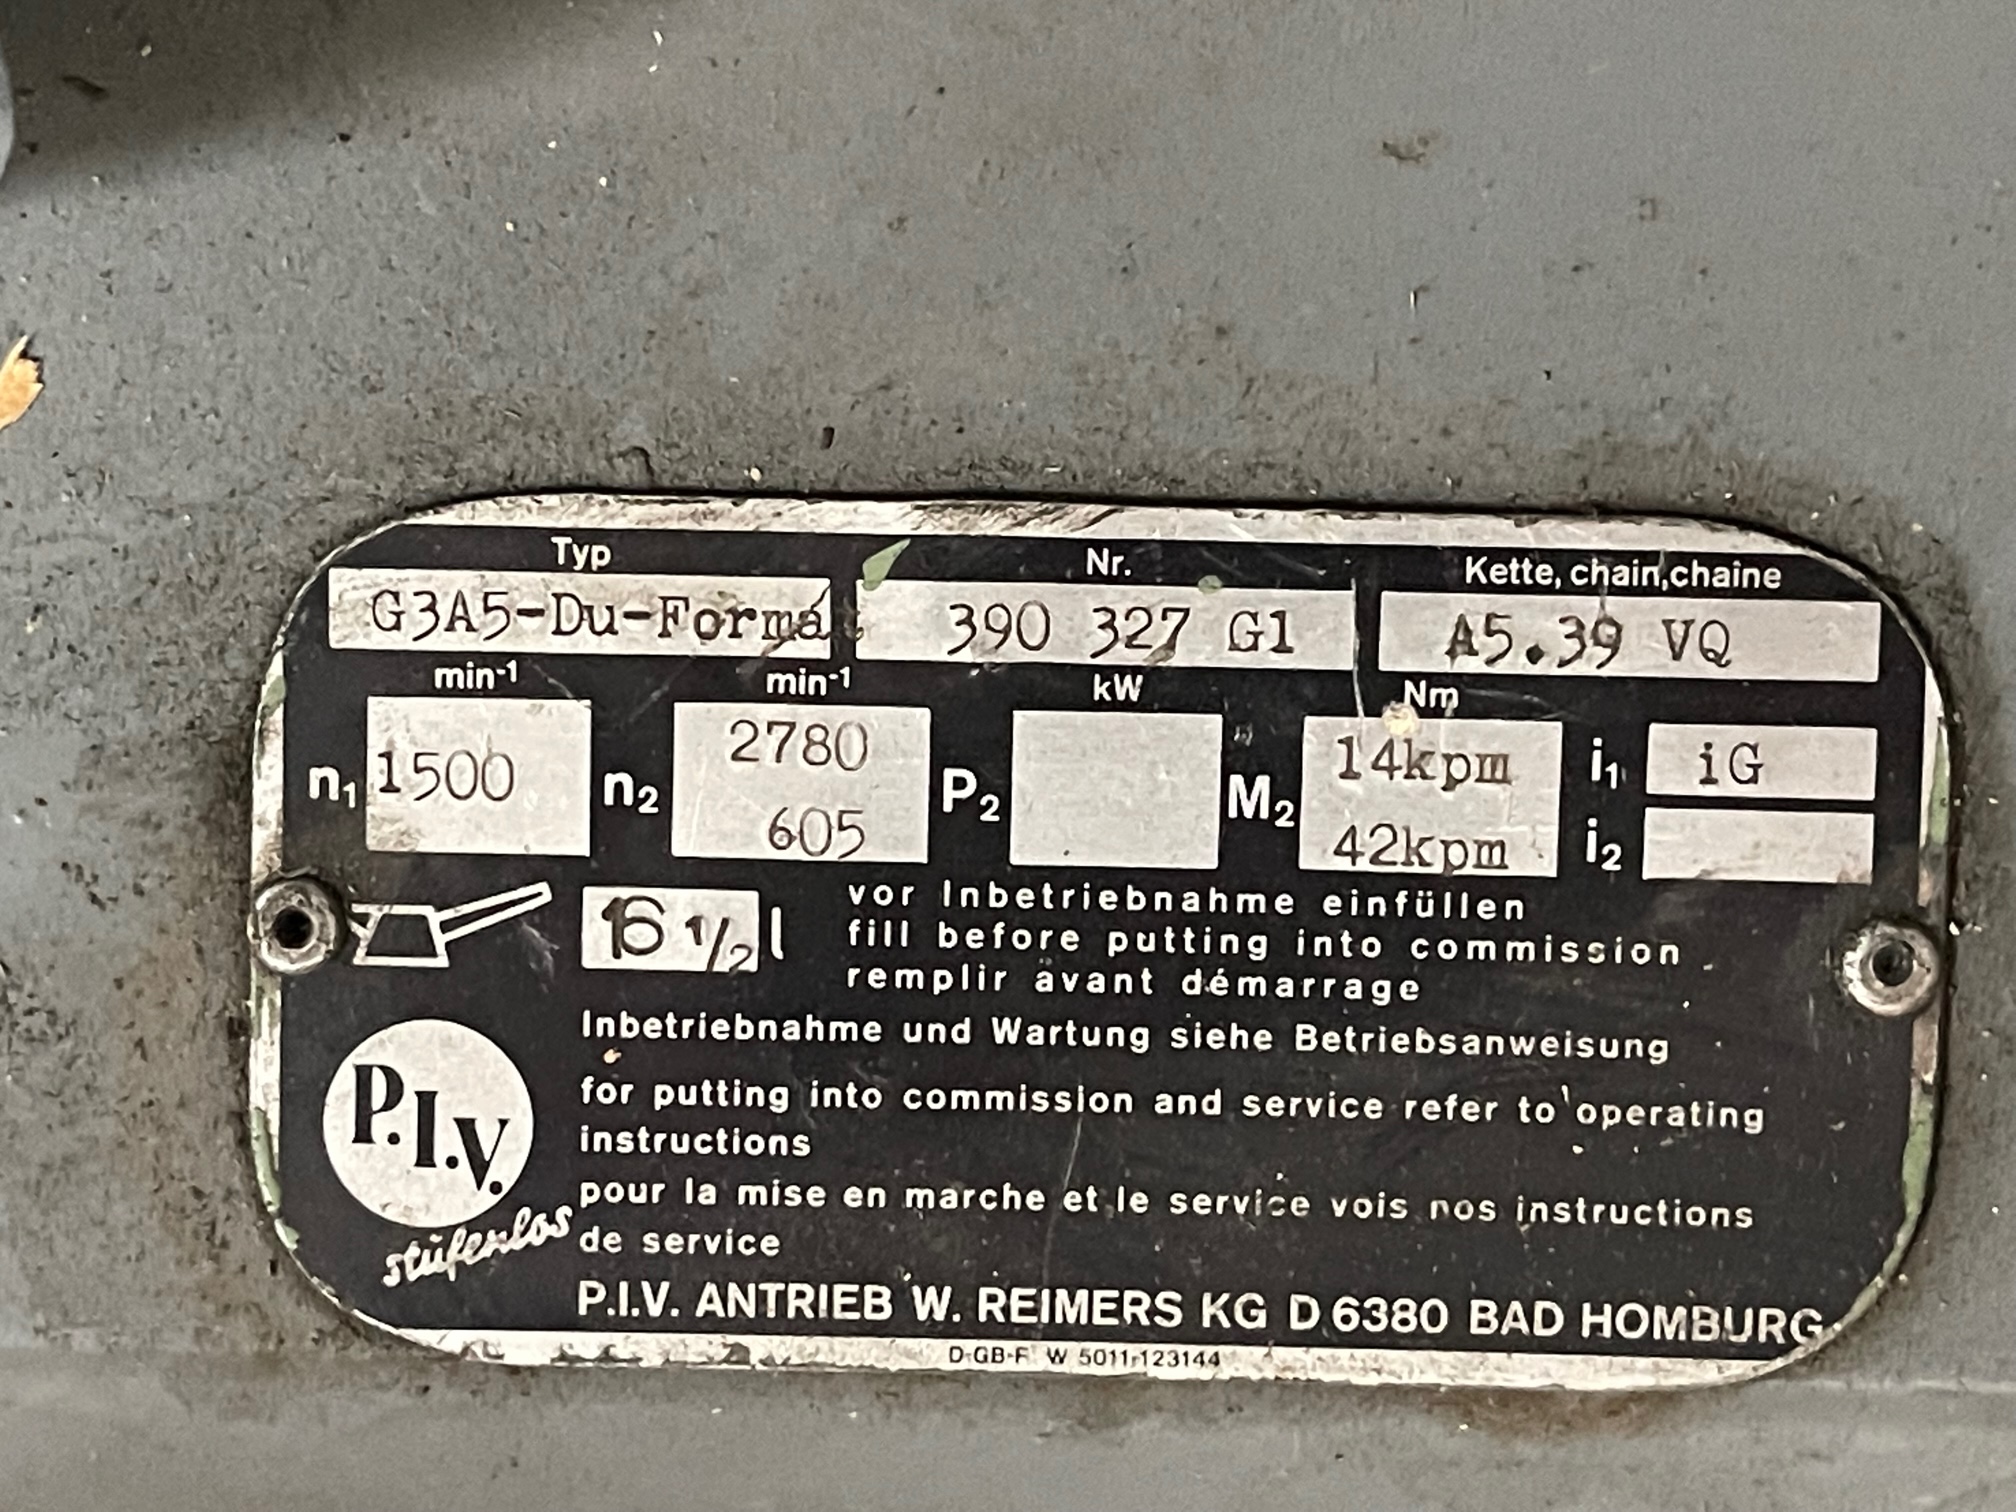 Typ Nr. Kette, chain, chaine
G3A5-Du-Forma 390 327 G1 A5.39 VQ
min-1 min-1 kW Nm
n1 1500 n2 2780 P2 M2 14kpm i1 iG
605 42kpm i2
16 1/2 l
vor Inbetriebnahme einfüllen
fill before putting into commission
remplir avant démarrage
Inbetriebnahme und Wartung siehe Betriebsanweisung
for putting into commission and service refer to operating
instructions
pour la mise en marche et le service vois nos instructions
de service
P.I.V.
stufenlos
P.I.V. ANTRIEB W. REIMERS KG D 6380 BAD HOMBURG
D-GB-F W 5011-123144